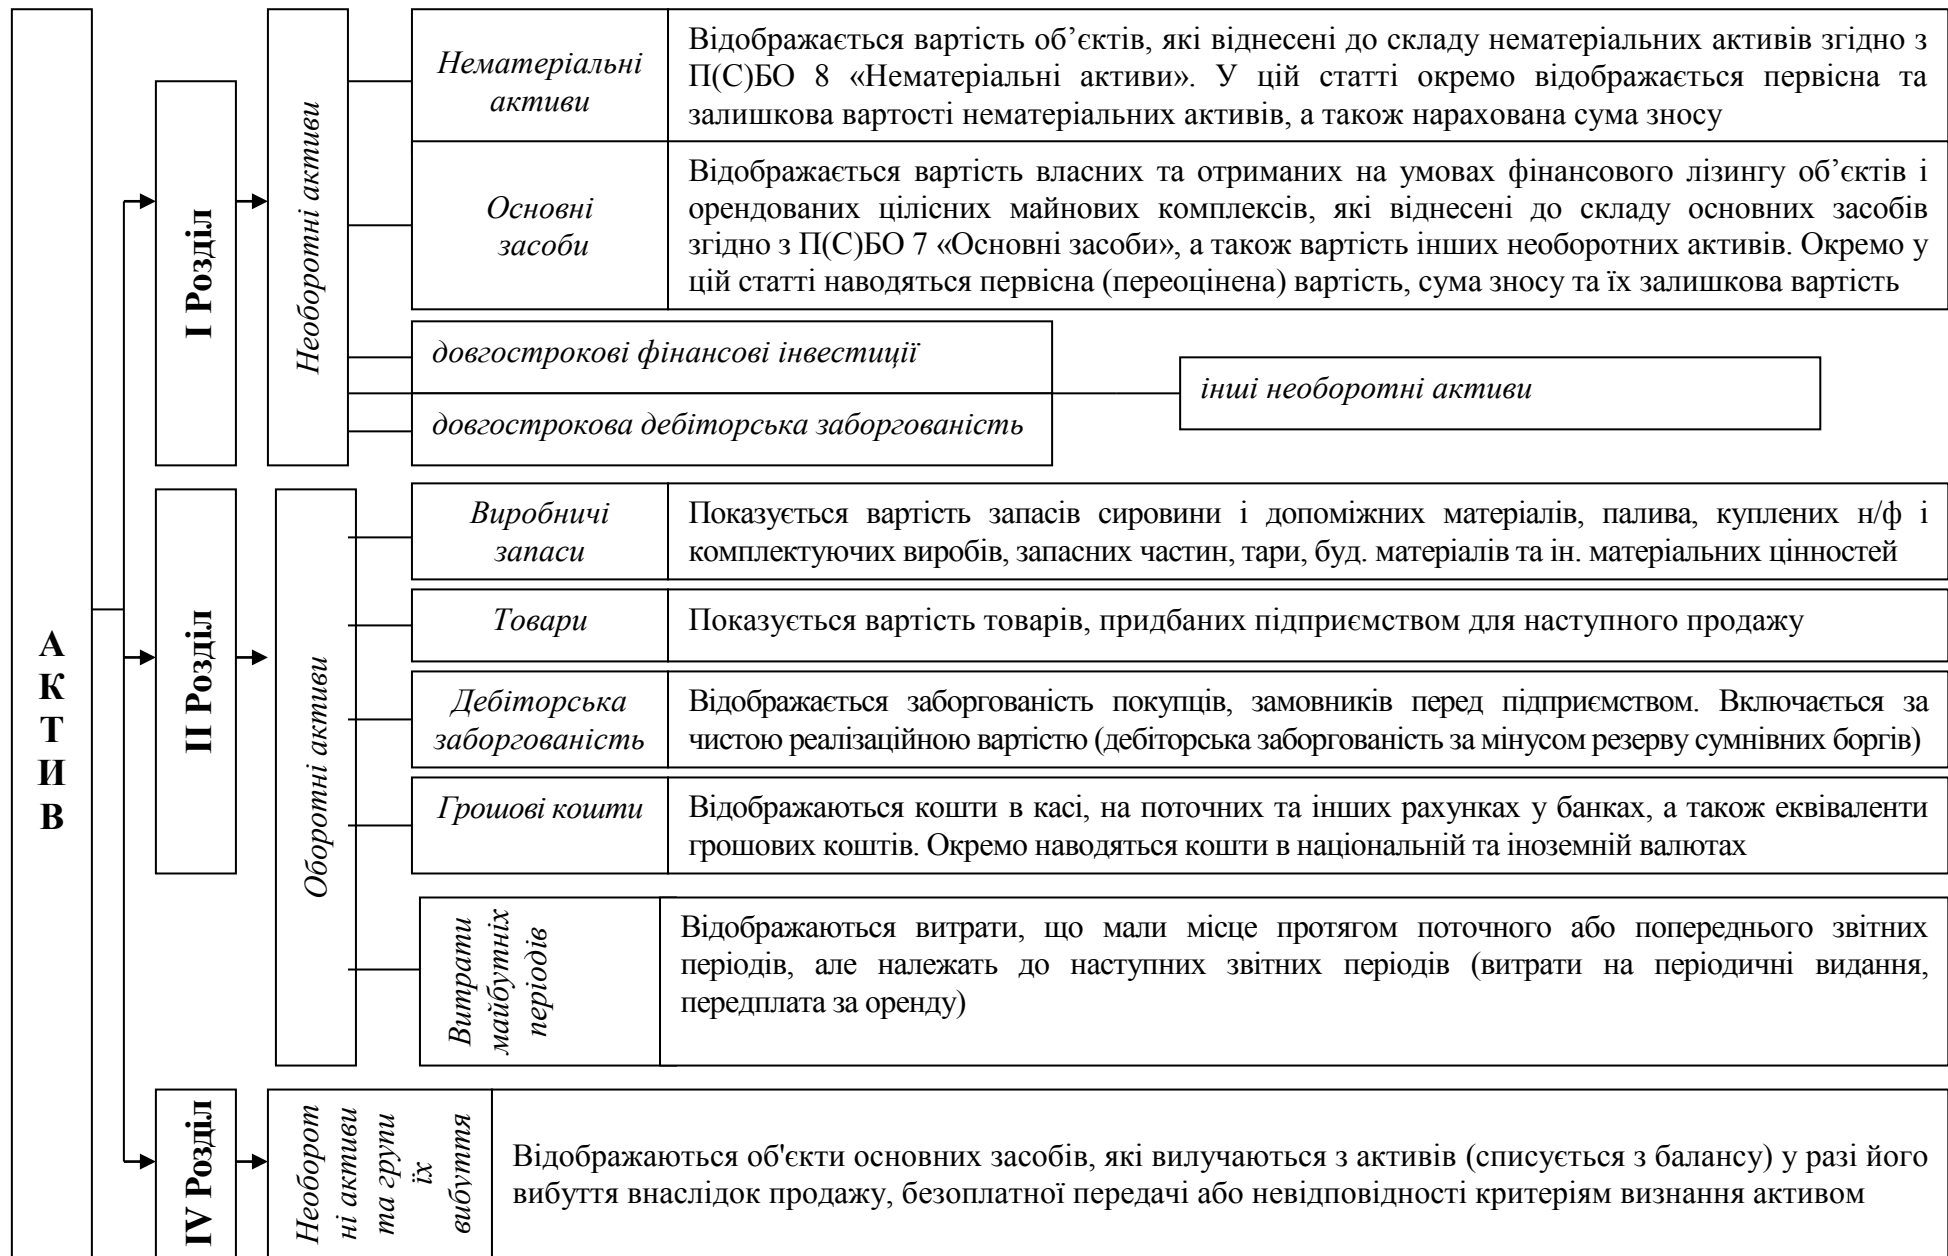 АКТИВ
І Розділ
Необоротні активи
Нематеріальні
активи
Відображається вартість об’єктів, які віднесені до складу нематеріальних активів згідно з
П(С)БО 8 «Нематеріальні активи». У цій статті окремо відображається первісна та
залишкова вартості нематеріальних активів, а також нарахована сума зносу
Основні
засоби
Відображається вартість власних та отриманих на умовах фінансового лізингу об’єктів і
орендованих цілісних майнових комплексів, які віднесені до складу основних засобів
згідно з П(С)БО 7 «Основні засоби», а також вартість інших необоротних активів. Окремо у
цій статті наводяться первісна (переоцінена) вартість, сума зносу та їх залишкова вартість
довгострокові фінансові інвестиції
інші необоротні активи
довгострокова дебіторська заборгованість
ІІ Розділ
Оборотні активи
Виробничі
запаси
Показується вартість запасів сировини і допоміжних матеріалів, палива, куплених н/ф і
комплектуючих виробів, запасних частин, тари, буд. матеріалів та ін. матеріальних цінностей
Товари
Показується вартість товарів, придбаних підприємством для наступного продажу
Дебіторська
заборгованість
Відображається заборгованість покупців, замовників перед підприємством. Включається за
чистою реалізаційною вартістю (дебіторська заборгованість за мінусом резерву сумнівних боргів)
Грошові кошти
Відображаються кошти в касі, на поточних та інших рахунках у банках, а також еквіваленти
грошових коштів. Окремо наводяться кошти в національній та іноземній валютах
Витрати
майбутніх
періодів
Відображаються витрати, що мали місце протягом поточного або попереднього звітних
періодів, але належать до наступних звітних періодів (витрати на періодичні видання,
передплата за оренду)
IV Розділ
Необорот
ні активи
та групи
їх
вибуття
Відображаються об'єкти основних засобів, які вилучаються з активів (списується з балансу) у разі його
вибуття внаслідок продажу, безоплатної передачі або невідповідності критеріям визнання активом